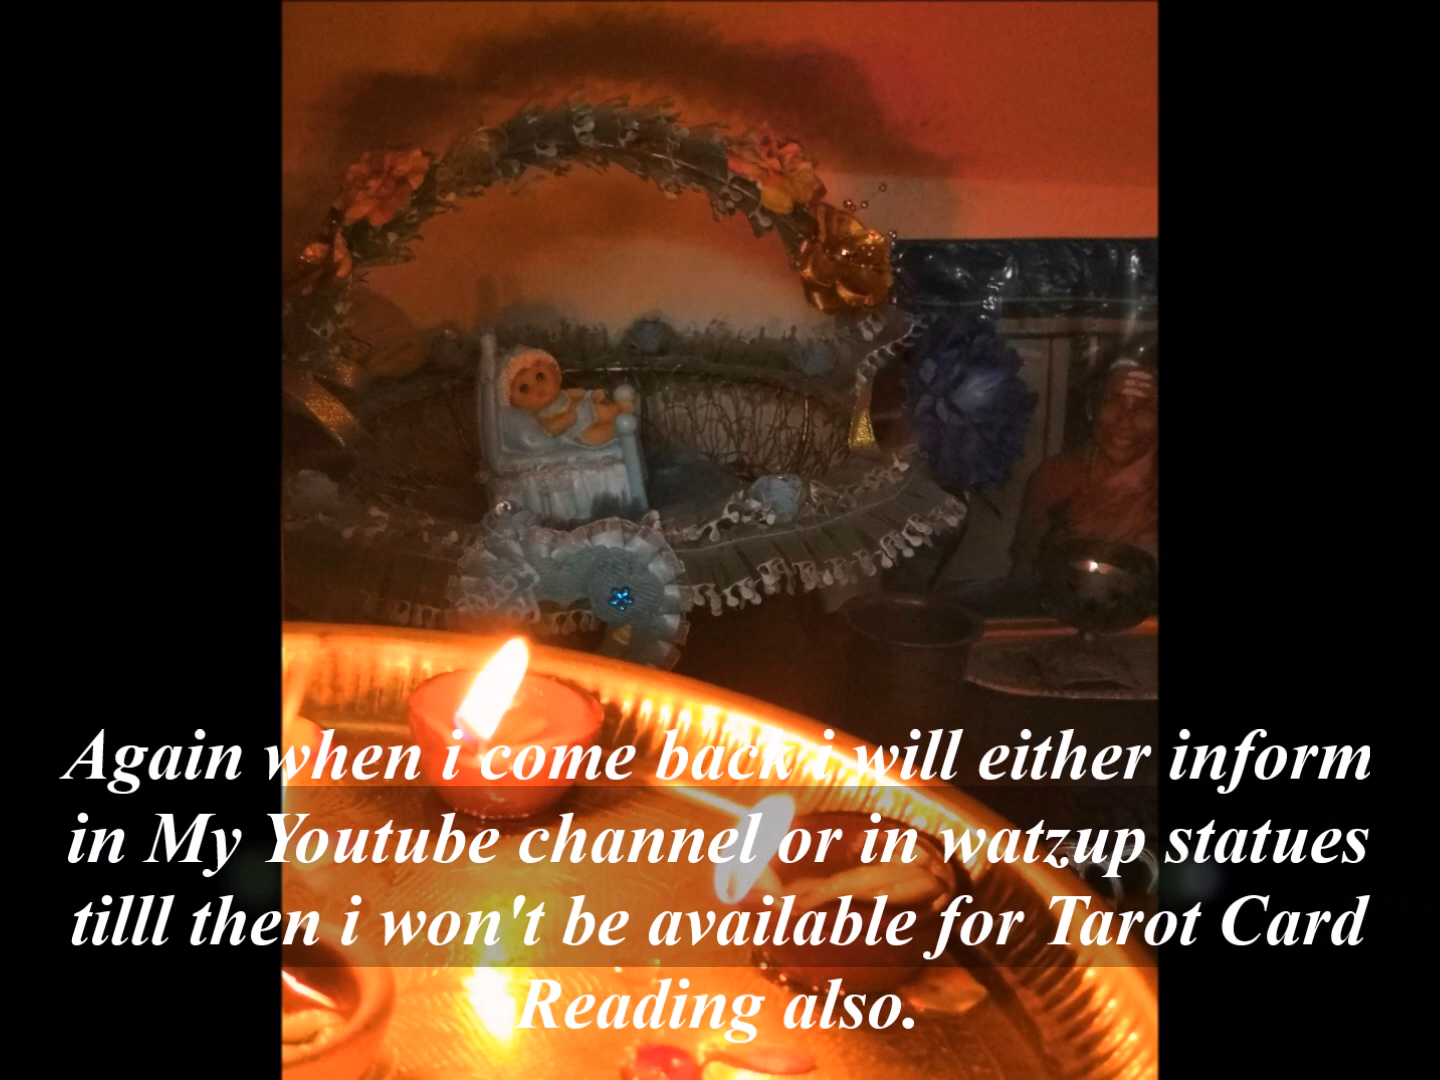 Again when i come back i will either inform
in My Youtube channel or in watzup statues
tilll then i won't be available for Tarot Card
Reading also.